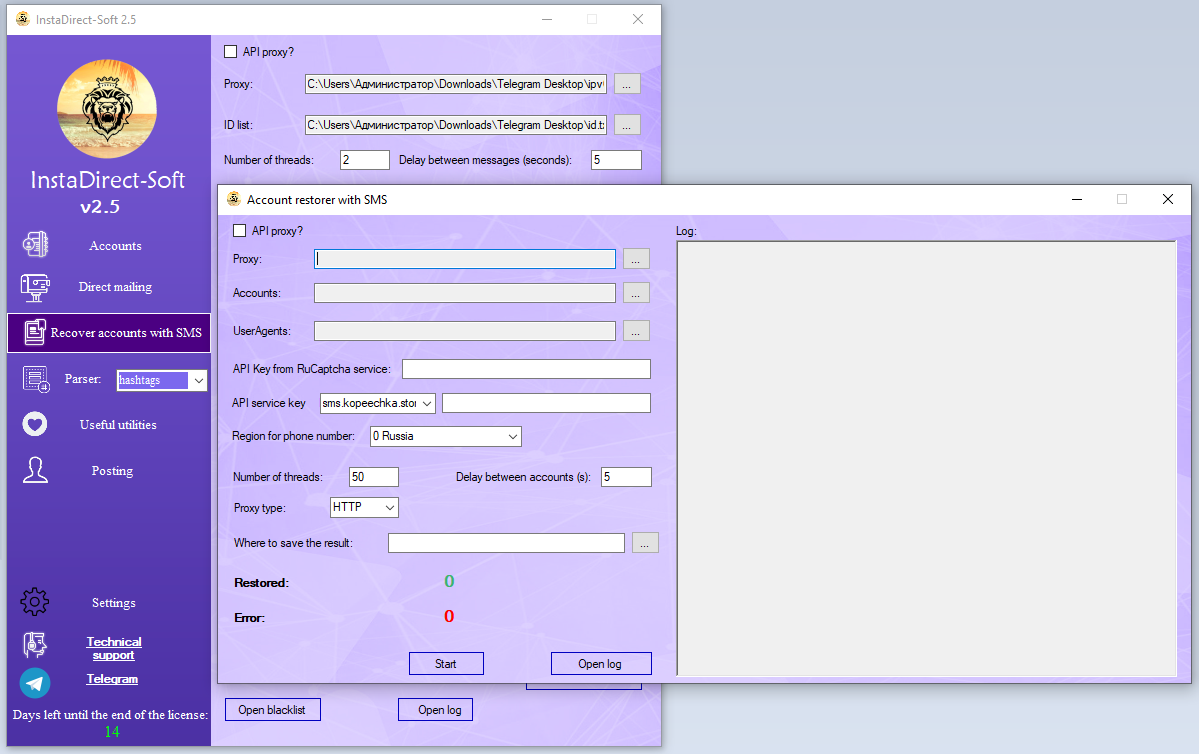 InstaDirect-Soft 2.5
InstaDirect-Soft
v2.5
Accounts
Direct mailing
Recover accounts with SMS
Parser: hashtags
Useful utilities
Posting
Settings
Technical
support
Telegram
Days left until the end of the license:
14
API proxy?
Proxy: C:\Users\Администратор\Downloads\Telegram Desktop\ipv ...
ID list: C:\Users\Администратор\Downloads\Telegram Desktop\id.t ...
Number of threads: 2 Delay between messages (seconds): 5
Account restorer with SMS
API proxy?
Proxy: ...
Accounts: ...
UserAgents: ...
API Key from RuCaptcha service:
API service key sms.kopeechka.stor
Region for phone number: 0 Russia
Number of threads: 50 Delay between accounts (s): 5
Proxy type: HTTP
Where to save the result: ...
Restored: 0
Error: 0
Start Open log
Log:
Open blacklist Open log